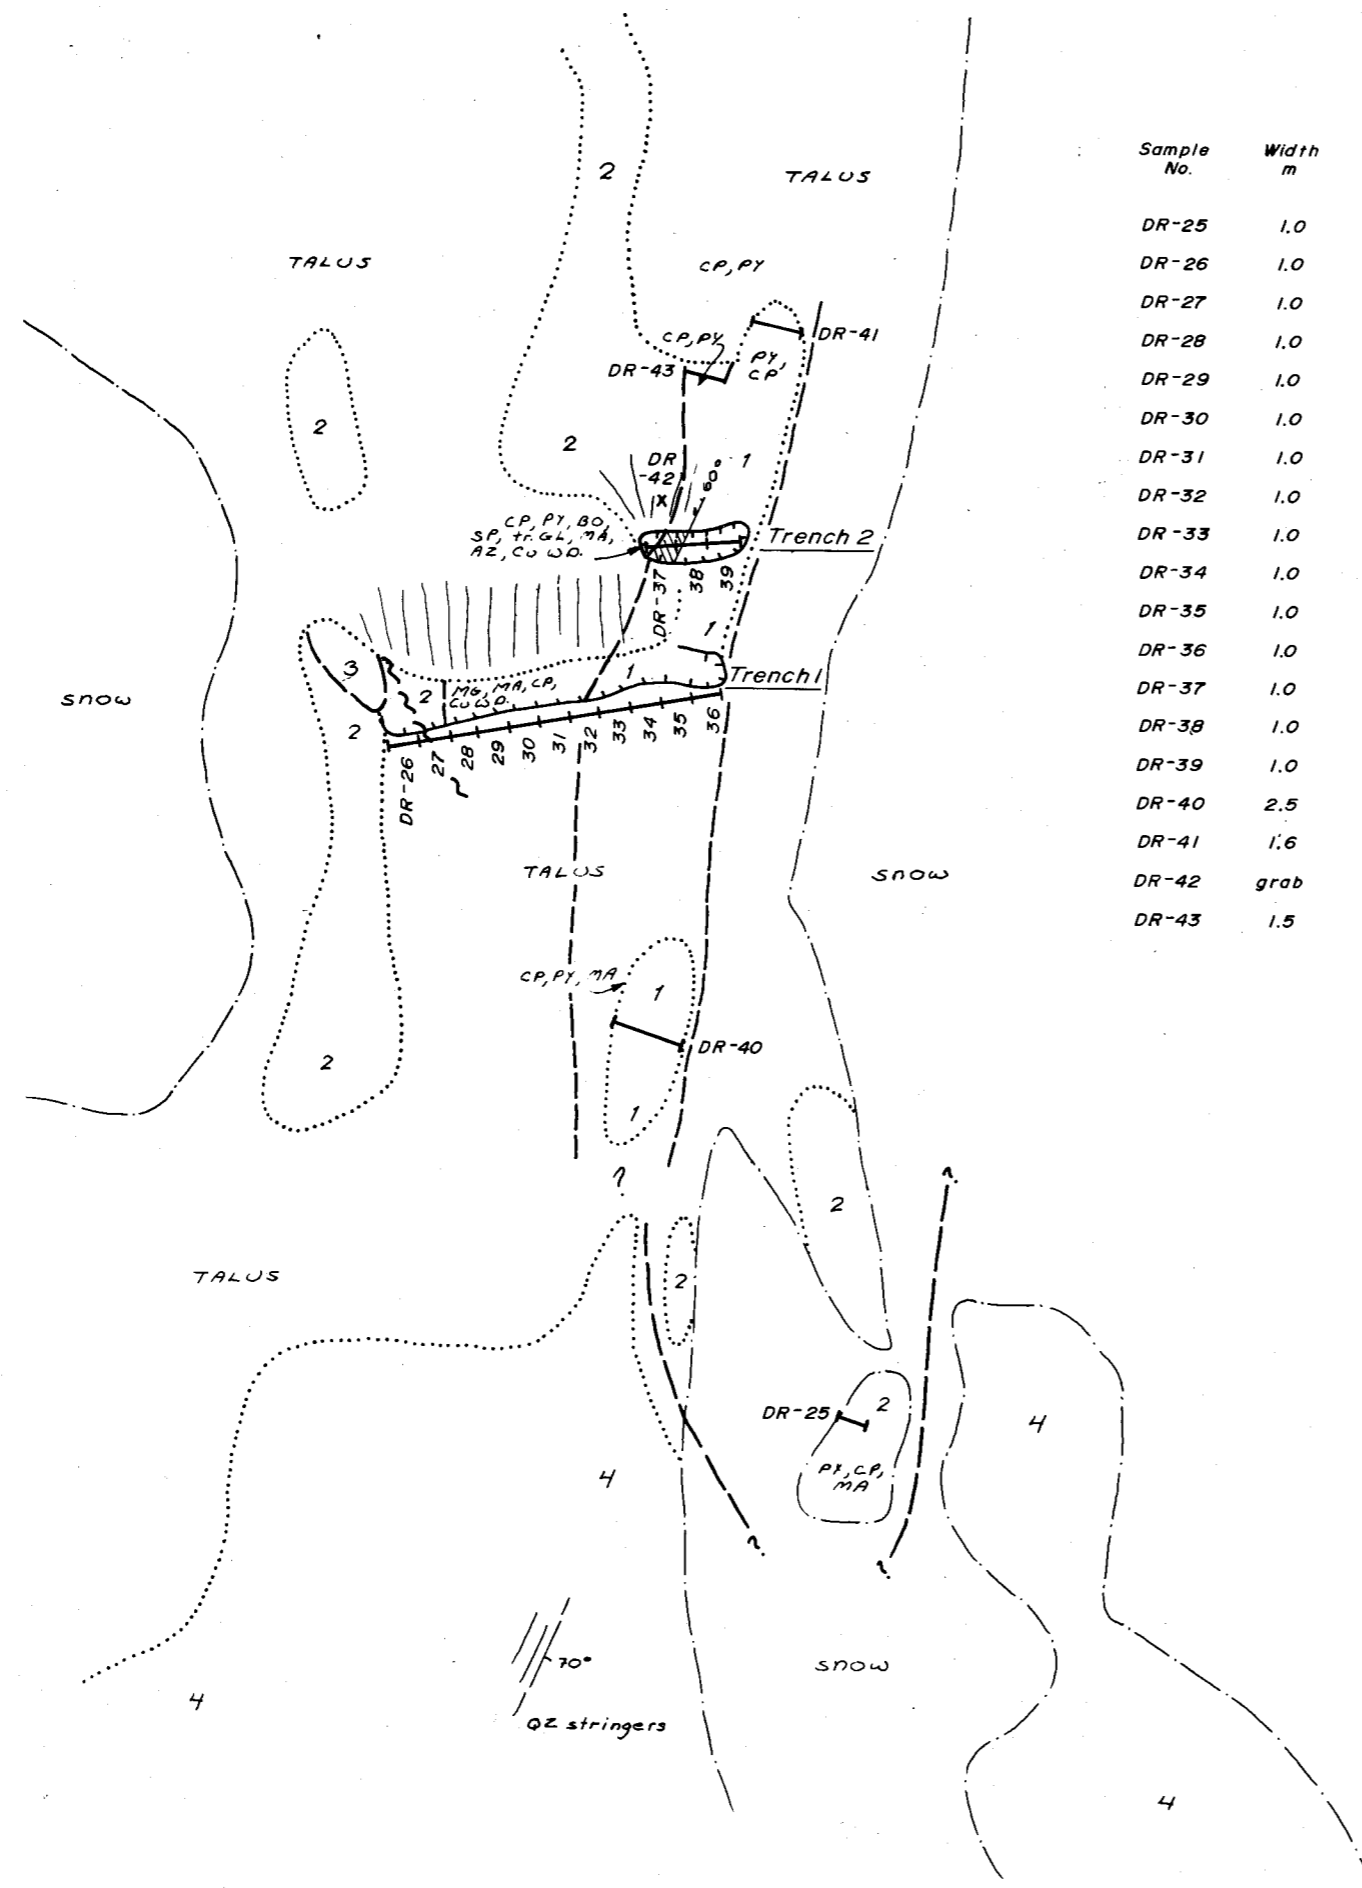 2
TALUS
TALUS
CP, PY
2
DR-41
CP, PY
PY,
CP
DR-43
2
DR
-42
x
60°
1
CP, PY, BO,
SP, tr. GL, MA,
AZ, CU WD.
Trench 2
DR-37
38
39
1
3
2
MG, MA, CP,
CU WD.
1
Trench 1
snow
2
DR-26
27
28
29
30
31
32
33
34
35
36
TALUS
snow
CP, PY, MA
1
DR-40
2
1
?
2
?
TALUS
2
DR-25
2
4
PY, CP,
MA
4
?
?
70°
QZ stringers
snow
4
4
Sample Width
No. m
DR-25 1.0
DR-26 1.0
DR-27 1.0
DR-28 1.0
DR-29 1.0
DR-30 1.0
DR-31 1.0
DR-32 1.0
DR-33 1.0
DR-34 1.0
DR-35 1.0
DR-36 1.0
DR-37 1.0
DR-38 1.0
DR-39 1.0
DR-40 2.5
DR-41 1.6
DR-42 grab
DR-43 1.5